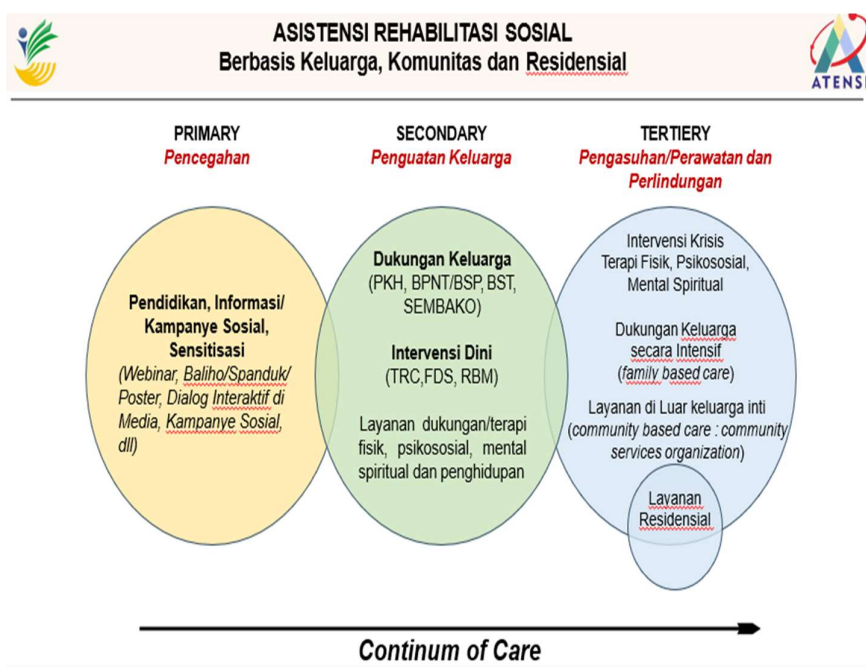 ASISTENSI REHABILITASI SOSIAL
Berbasis Keluarga, Komunitas dan Residensial
ATENSI
PRIMARY
Pencegahan
SECONDARY
Penguatan Keluarga
TERTIERY
Pengasuhan/Perawatan dan
Perlindungan
Pendidikan, Informasi/
Kampanye Sosial,
Sensitisasi
(Webinar, Baliho/Spanduk/
Poster, Dialog Interaktif di
Media, Kampanye Sosial,
dll)
Dukungan Keluarga
(PKH, BPNT/BSP, BST,
SEMBAKO)
Intervensi Dini
(TRC,FDS, RBM)
Layanan dukungan/terapi
fisik, psikososial, mental
spiritual dan penghidupan
Intervensi Krisis
Terapi Fisik, Psikososial,
Mental Spiritual
Dukungan Keluarga
secara Intensif
(family based care)
Layanan di Luar keluarga inti
(community based care : community
services organization)
Layanan
Residensial
Continum of Care